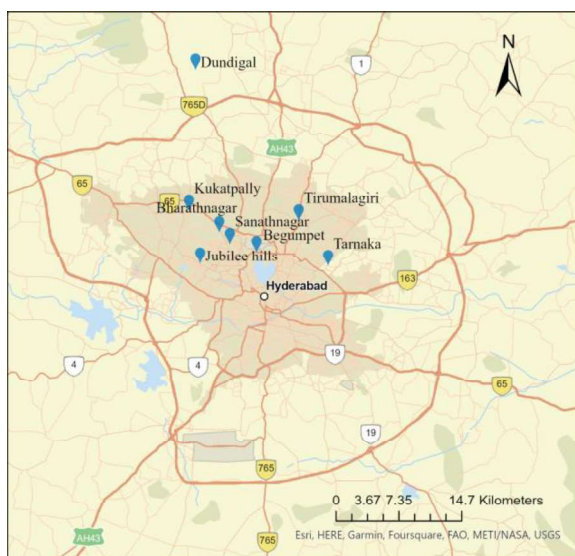 N
Dundigal
1
765D
AH43
65
65
Kukatpally
Tirumalagiri
Bharathnagar
Sanathnagar
Begumpet
Jubilee hills
Tarnaka
163
Hyderabad
4
4
19
65
19
765
0 3.67 7.35 14.7 Kilometers
AH43
765
Esri, HERE, Garmin, Foursquare, FAO, METI/NASA, USGS